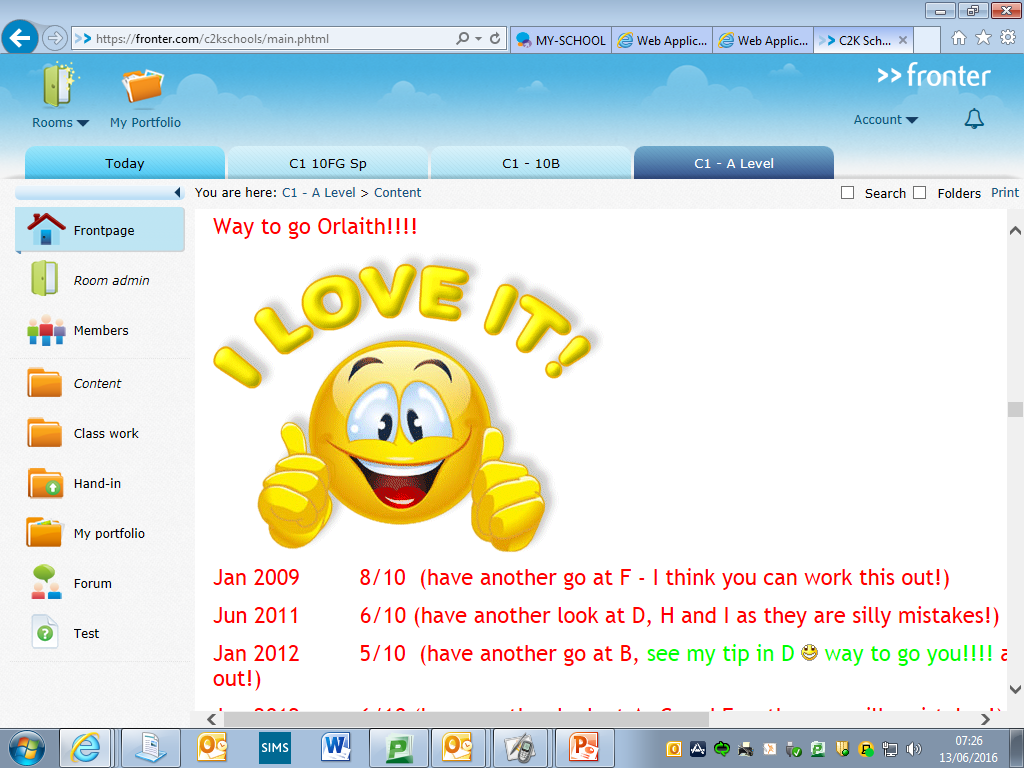 https://fronter.com/c2kschools/main.phtml
MY-SCHOOL
Web Applic...
Web Applic...
C2K Sch...
Rooms
My Portfolio
fronter
Account
Today
C1 10FG Sp
C1 - 10B
C1 - A Level
You are here: C1 - A Level > Content
Search
Folders
Print
Frontpage
Room admin
Members
Content
Class work
Hand-in
My portfolio
Forum
Test
Way to go Orlaith!!!!
I LOVE IT!
Jan 2009 8/10 (have another go at F - I think you can work this out!)
Jun 2011 6/10 (have another look at D, H and I as they are silly mistakes!)
Jan 2012 5/10 (have another go at B, see my tip in D way to go you!!!!
out!)
SIMS
07:26
13/06/2016